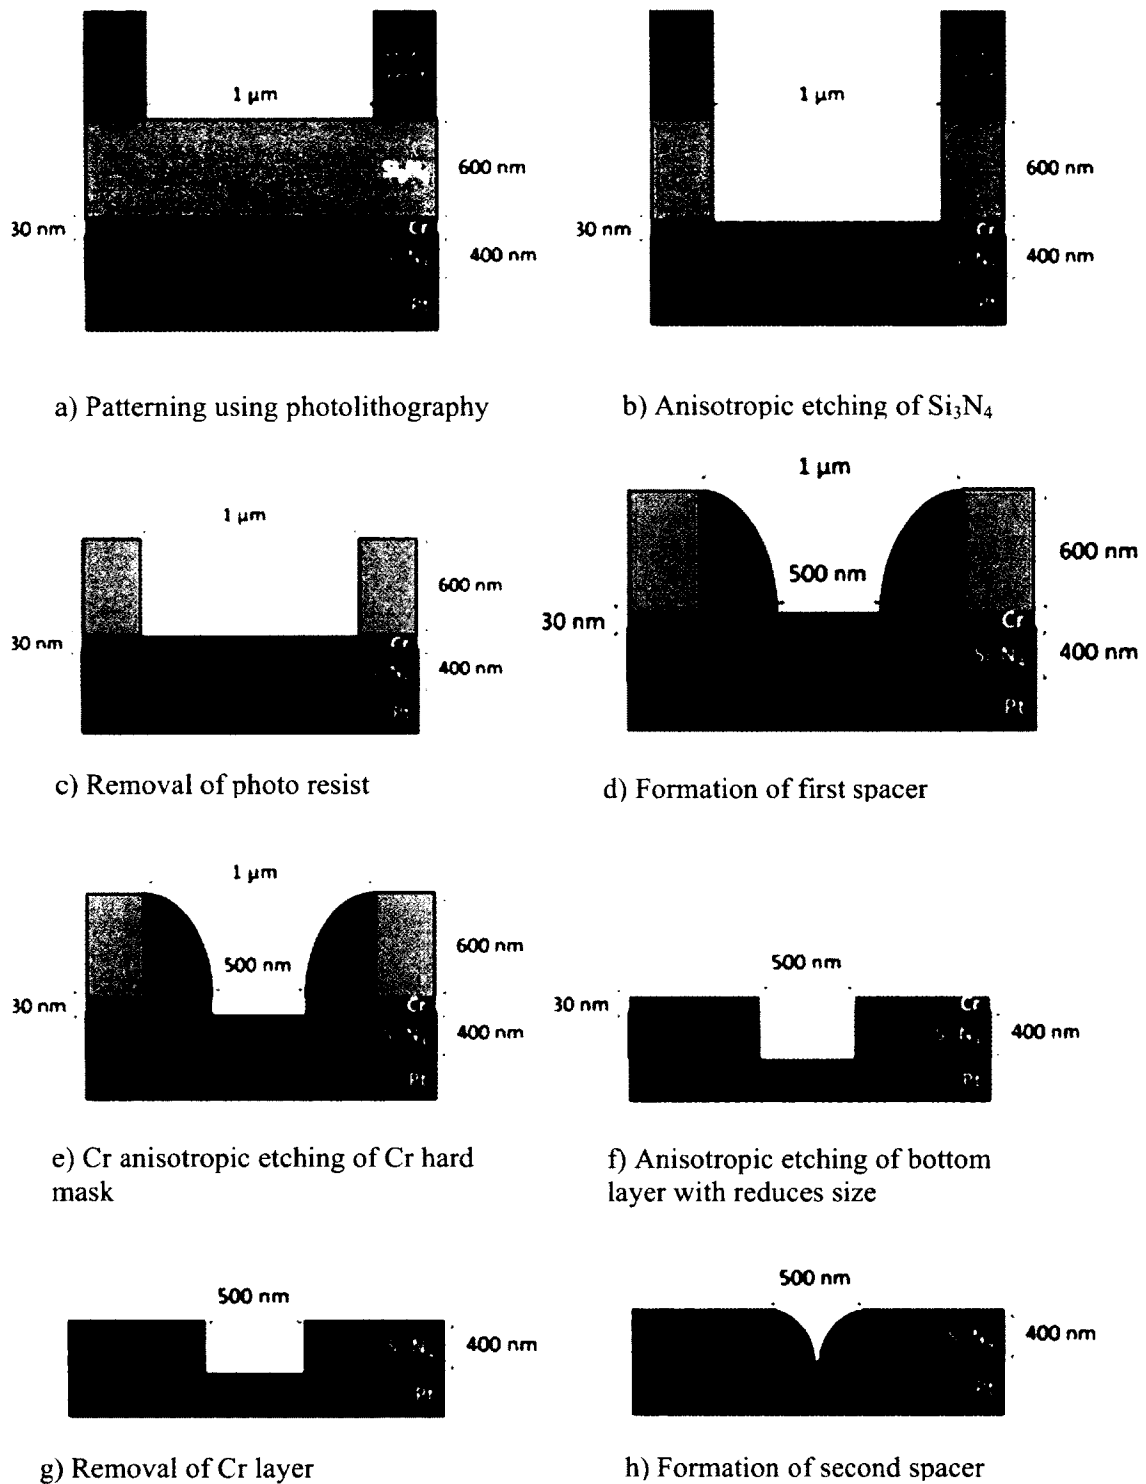 1 μm
600 nm
30 nm
Cr
400 nm
Pt
a) Patterning using photolithography
1 μm
600 nm
30 nm
Cr
400 nm
b) Anisotropic etching of Si₃N₄
1 μm
600 nm
30 nm
Cr
400 nm
Pt
c) Removal of photo resist
1 μm
500 nm
600 nm
30 nm
Cr
400 nm
Pt
d) Formation of first spacer
1 μm
500 nm
600 nm
30 nm
Cr
400 nm
Pt
e) Cr anisotropic etching of Cr hard
mask
500 nm
30 nm
Cr
400 nm
Pt
f) Anisotropic etching of bottom
layer with reduces size
500 nm
400 nm
Pt
g) Removal of Cr layer
500 nm
400 nm
Pt
h) Formation of second spacer